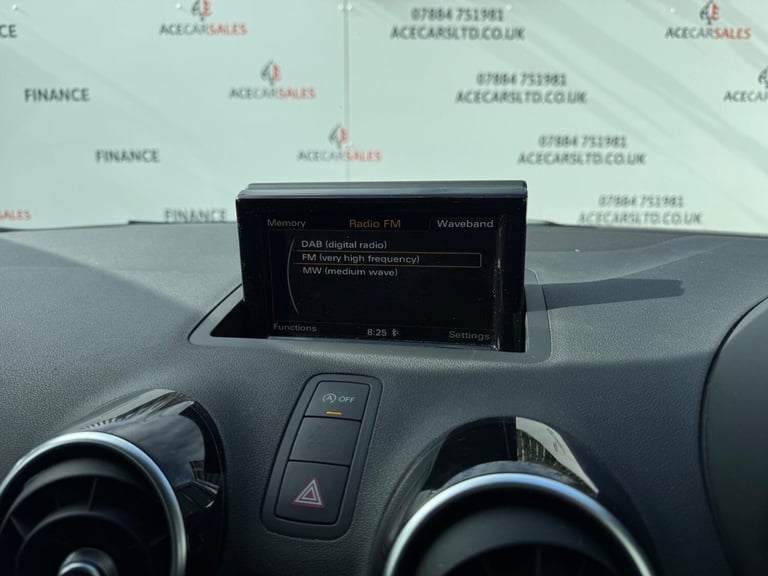 CE
ACECARSALES
07884 751981
ACECARSLTD.CO.UK
ACECARSALES
FINANCE
ACECARSALES
07884 751981
ACECARSLTD.CO.UK
ACECAR
FINANCE
ACECARSALES
07884 751981
ACECARSLTD.CO.UK
SALES
FINANCE
07884 751981
ACECARSLTD.CO.UK
Memory
Radio FM
Waveband
DAB (digital radio)
FM (very high frequency)
MW (medium wave)
Functions
8:25
Settings
OFF